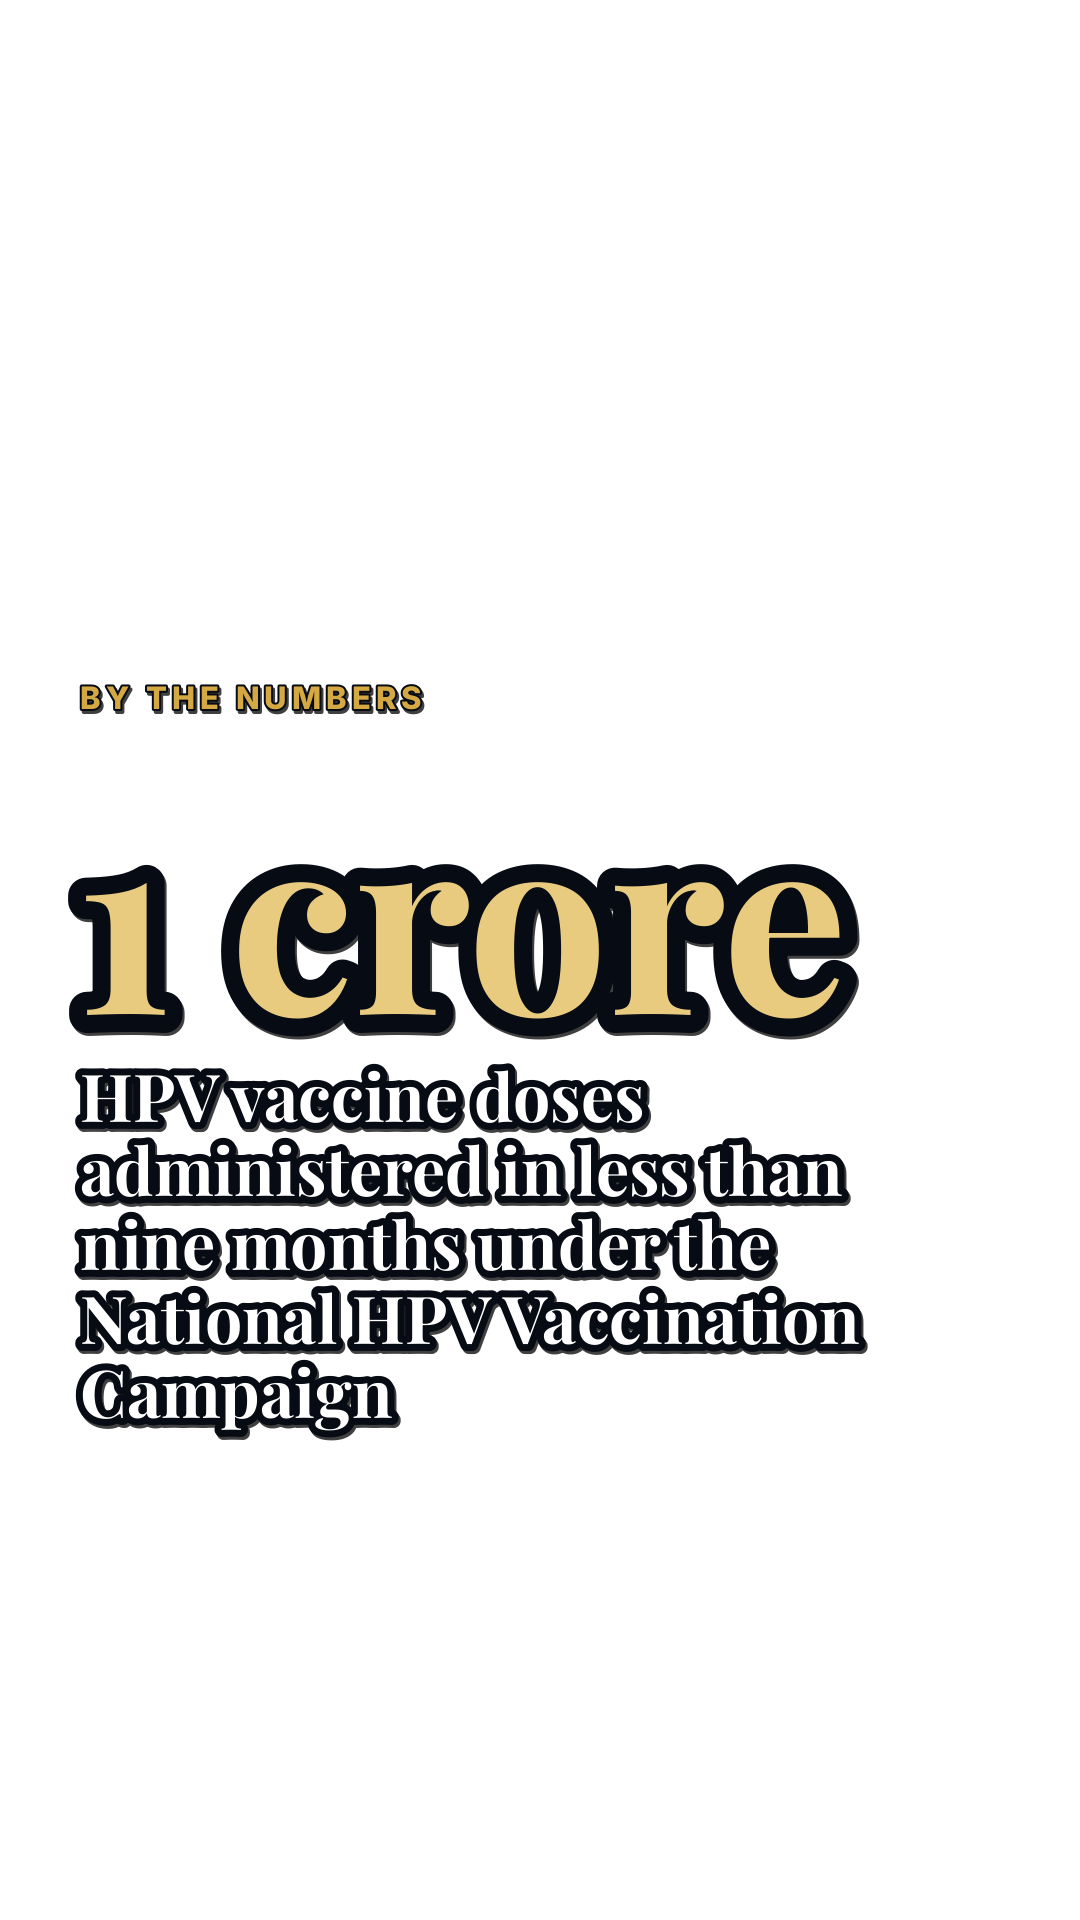 BY THE NUMBERS
1 crore
HPV vaccine doses
administered in less than
nine months under the
National HPV Vaccination
Campaign